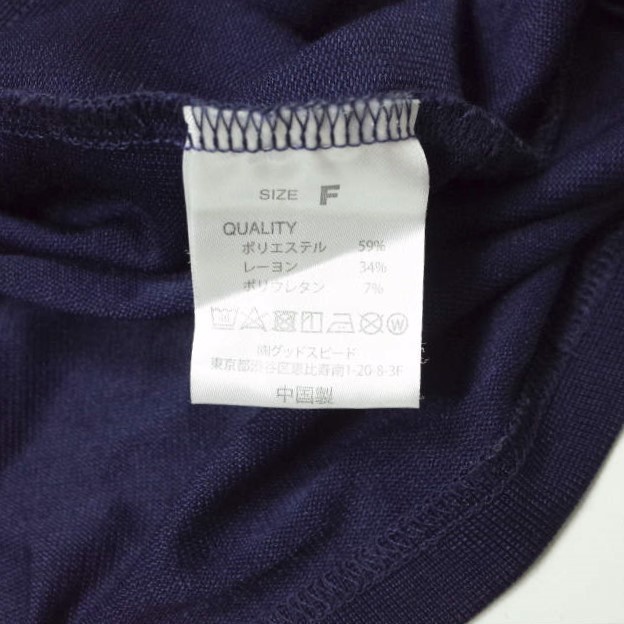 SIZE F
QUALITY
ポリエステル 59%
レーヨン 34%
ポリウレタン 7%
㈱グッドスピード
東京都渋谷区恵比寿南1-20-8-3F
中国製